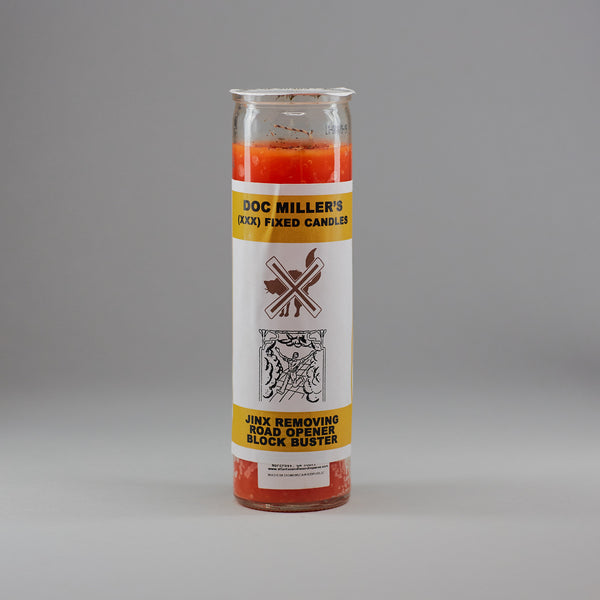 DOC MILLER'S
(XXX) FIXED CANDLES
JINX REMOVING
ROAD OPENER
BLOCK BUSTER